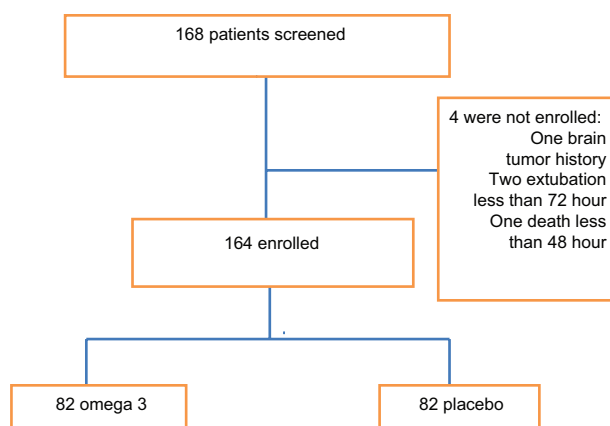 168 patients screened
4 were not enrolled:
One brain
tumor history
Two extubation
less than 72 hour
One death less
than 48 hour
164 enrolled
82 omega 3
82 placebo